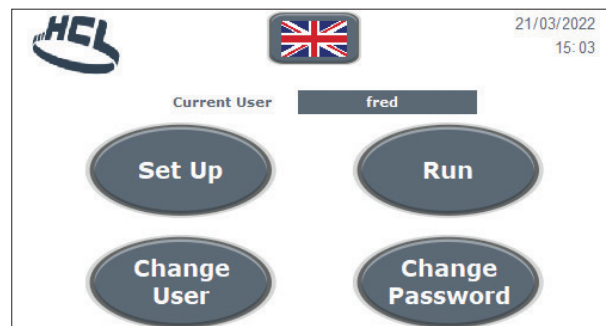 HCL
21/03/2022
15:03
Current User fred
Set Up
Run
Change
User
Change
Password